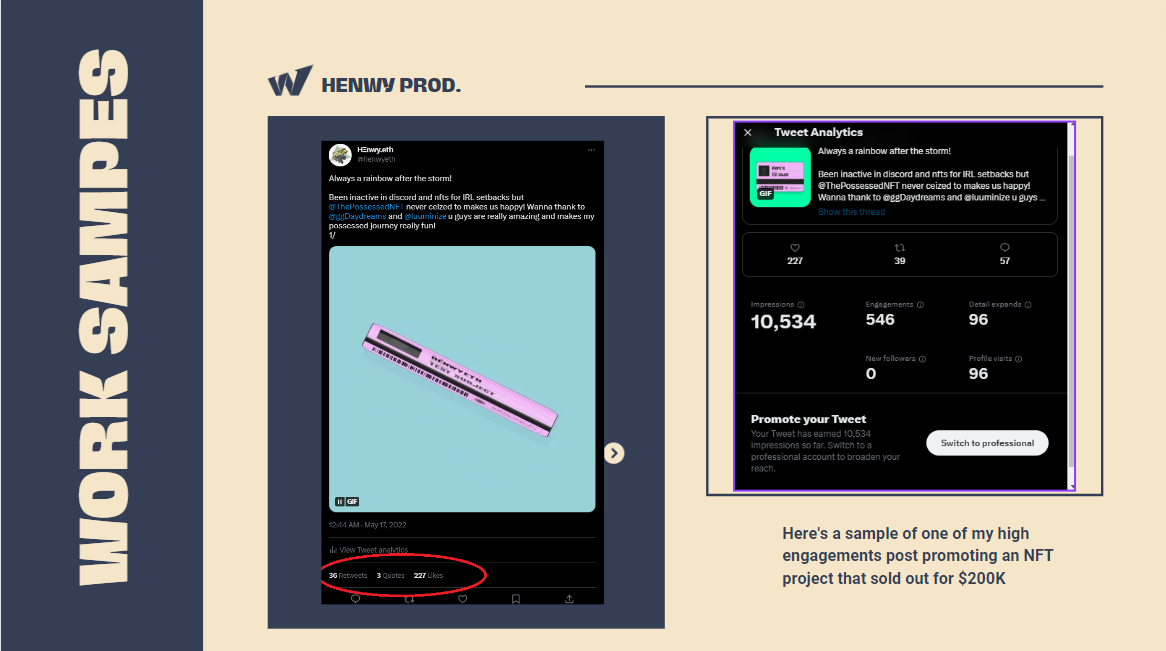 WORK SAMPES
HENWY PROD.
HEnwy.eth
@henwyeth
Always a rainbow after the storm!
Been inactive in discord and nfts for IRL setbacks but
@ThePossessedNFT never ceized to makes us happy! Wanna thank to
@ggDaydreams and @luuminize u guys are really amazing and makes my
possessed journey really fun!
1/
HENWYETH
TEST SUBJECT
GIF
12:44 AM · May 17, 2022
View Tweet analytics
36 Retweets 3 Quotes 227 Likes
Tweet Analytics
Always a rainbow after the storm!
Been inactive in discord and nfts for IRL setbacks but
@ThePossessedNFT never ceized to makes us happy!
Wanna thank to @ggDaydreams and @luuminize u guys ...
Show this thread
GIF
227 39 57
Impressions Engagements Detail expands
10,534 546 96
New followers Profile visits
0 96
Promote your Tweet
Your Tweet has earned 10,534
Impressions so far. Switch to a
professional account to broaden your
reach.
Switch to professional
Here's a sample of one of my high
engagements post promoting an NFT
project that sold out for $200K